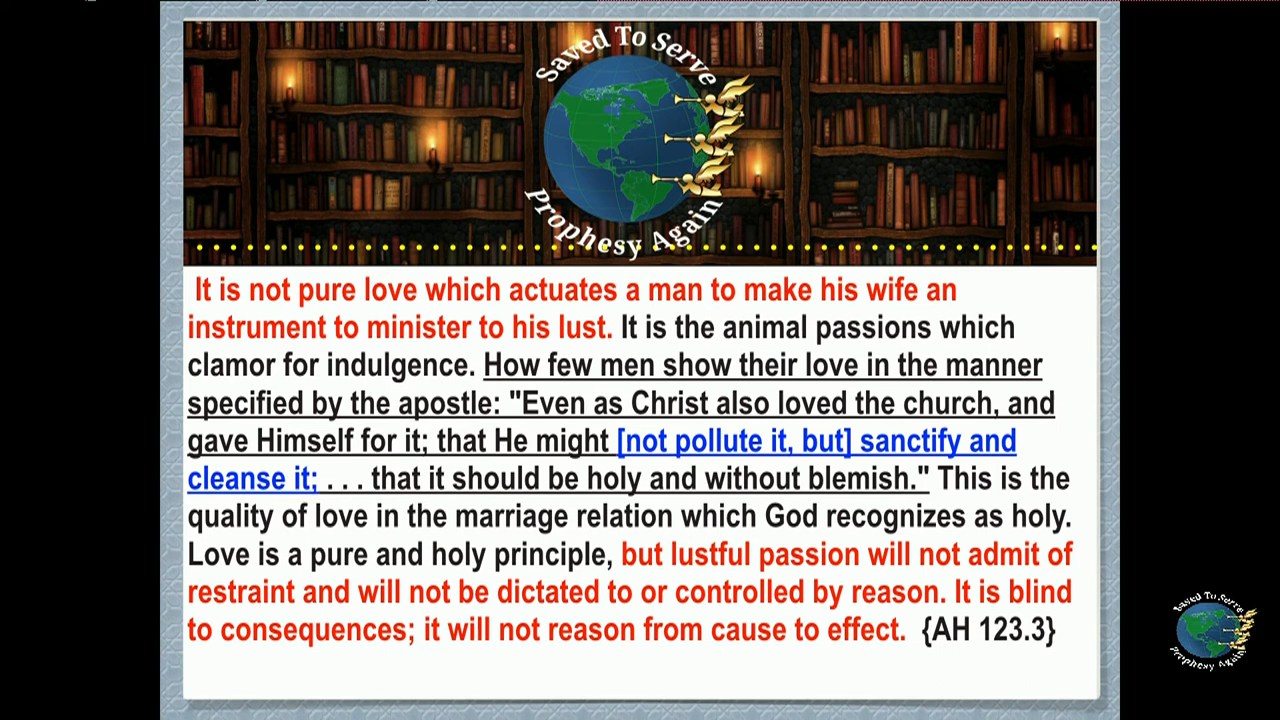 Saved To Serve
Prophesy Again
It is not pure love which actuates a man to make his wife an
instrument to minister to his lust. It is the animal passions which
clamor for indulgence. How few men show their love in the manner
specified by the apostle: "Even as Christ also loved the church, and
gave Himself for it; that He might [not pollute it, but] sanctify and
cleanse it; . . . that it should be holy and without blemish." This is the
quality of love in the marriage relation which God recognizes as holy.
Love is a pure and holy principle, but lustful passion will not admit of
restraint and will not be dictated to or controlled by reason. It is blind
to consequences; it will not reason from cause to effect. {AH 123.3}
Saved To Serve
Prophesy Again